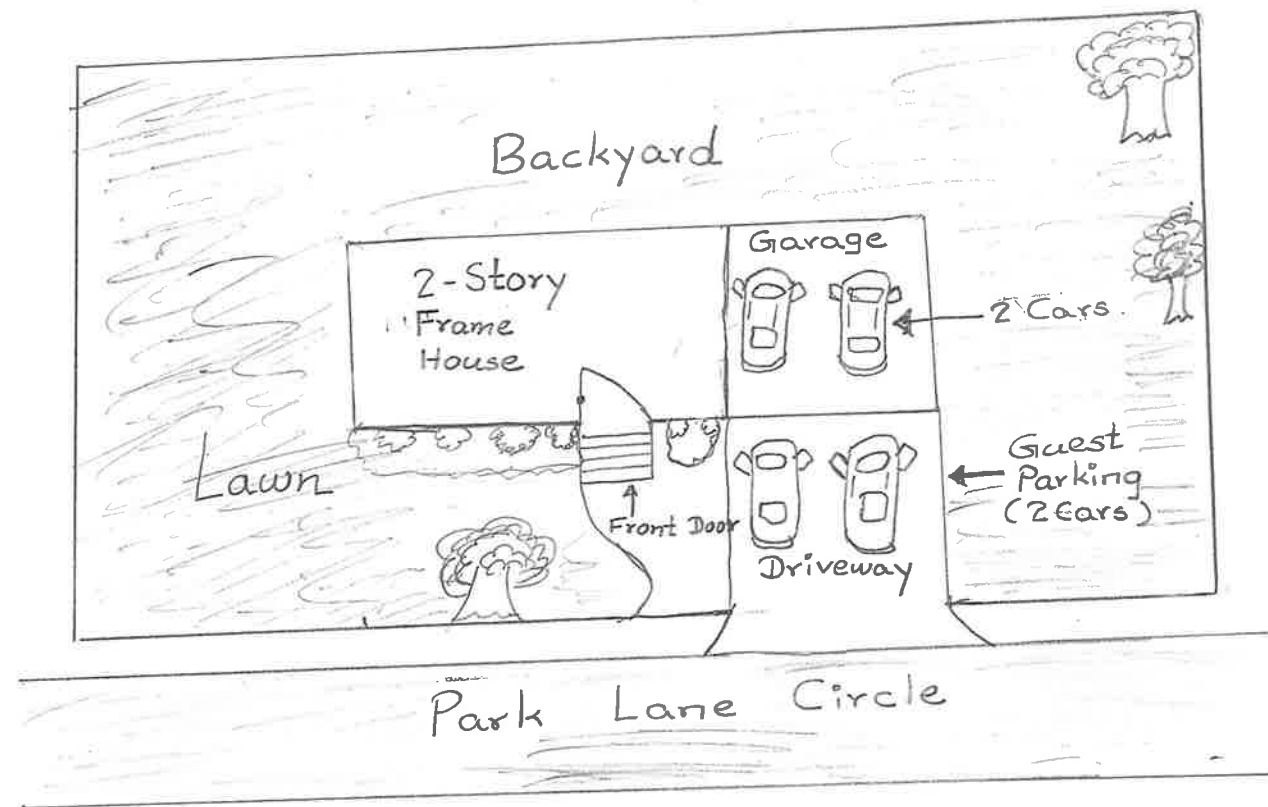 Backyard
Garage
2-Story
Frame
House
2 Cars
Guest
Parking
(2 Cars)
Lawn
Front Door
Driveway
Park Lane Circle